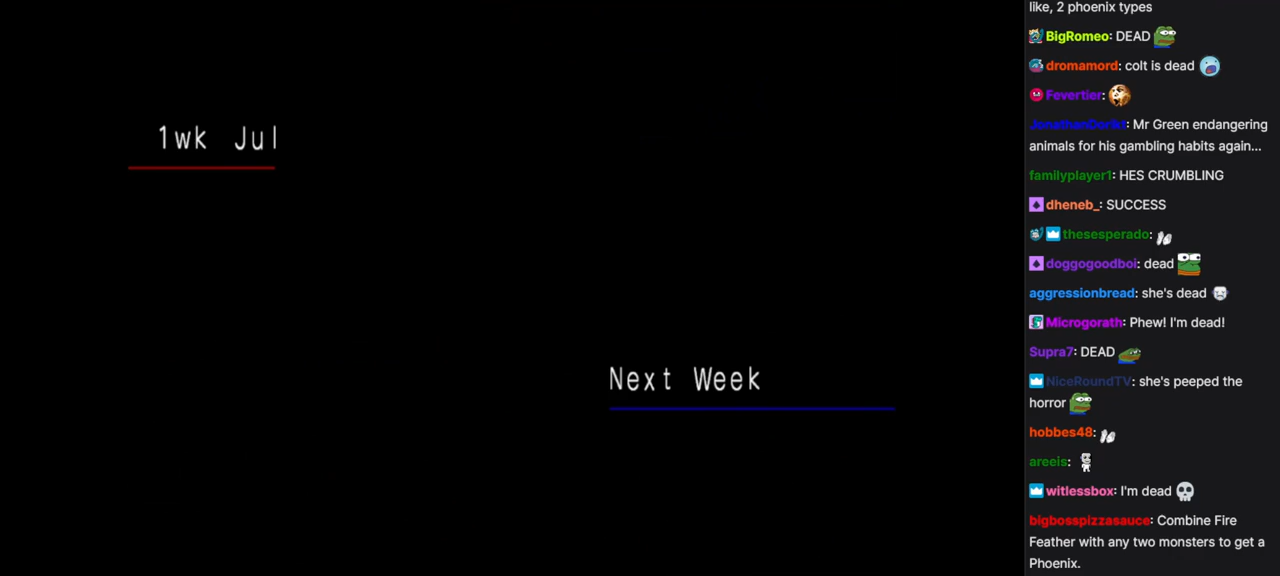 1wk Jul
Next Week
like, 2 phoenix types
BigRomeo: DEAD
dromamord: colt is dead
Fevertier:
JonathanDorfst: Mr Green endangering
animals for his gambling habits again...
familyplayer1: HES CRUMBLING
dheneb_: SUCCESS
thesesperado:
doggogoodboi: dead
aggressionbread: she's dead
Microgorath: Phew! I'm dead!
Supra7: DEAD
NiceRoundTV: she's peeped the
horror
hobbes48:
areeis:
witlessbox: I'm dead
bigbosspizzasauce: Combine Fire
Feather with any two monsters to get a
Phoenix.